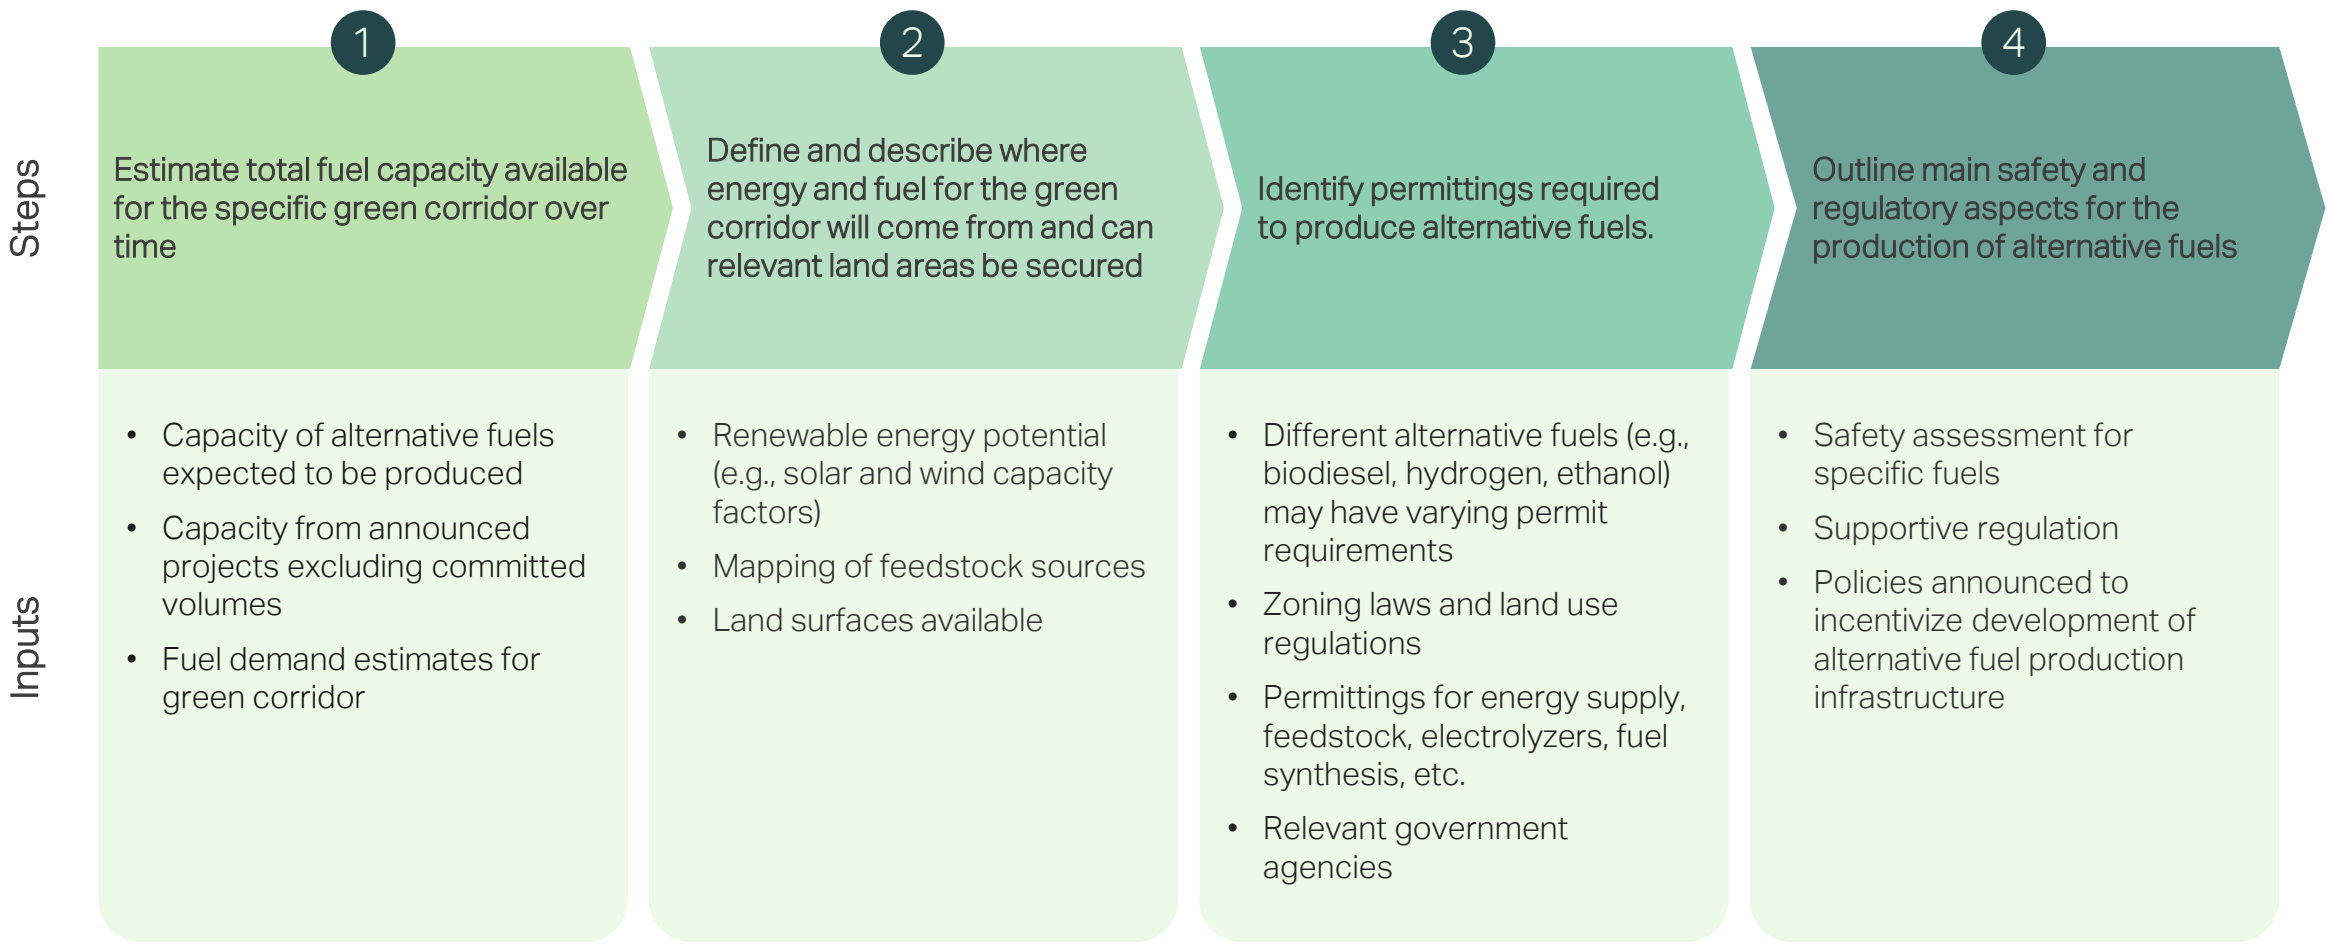 1
2
3
4
Steps
Estimate total fuel capacity available
for the specific green corridor over
time
Define and describe where
energy and fuel for the green
corridor will come from and can
relevant land areas be secured
Identify permittings required
to produce alternative fuels.
Outline main safety and
regulatory aspects for the
production of alternative fuels
Inputs
• Capacity of alternative fuels
expected to be produced
• Capacity from announced
projects excluding committed
volumes
• Fuel demand estimates for
green corridor
• Renewable energy potential
(e.g., solar and wind capacity
factors)
• Mapping of feedstock sources
• Land surfaces available
• Different alternative fuels (e.g.,
biodiesel, hydrogen, ethanol)
may have varying permit
requirements
• Zoning laws and land use
regulations
• Permittings for energy supply,
feedstock, electrolyzers, fuel
synthesis, etc.
• Relevant government
agencies
• Safety assessment for
specific fuels
• Supportive regulation
• Policies announced to
incentivize development of
alternative fuel production
infrastructure